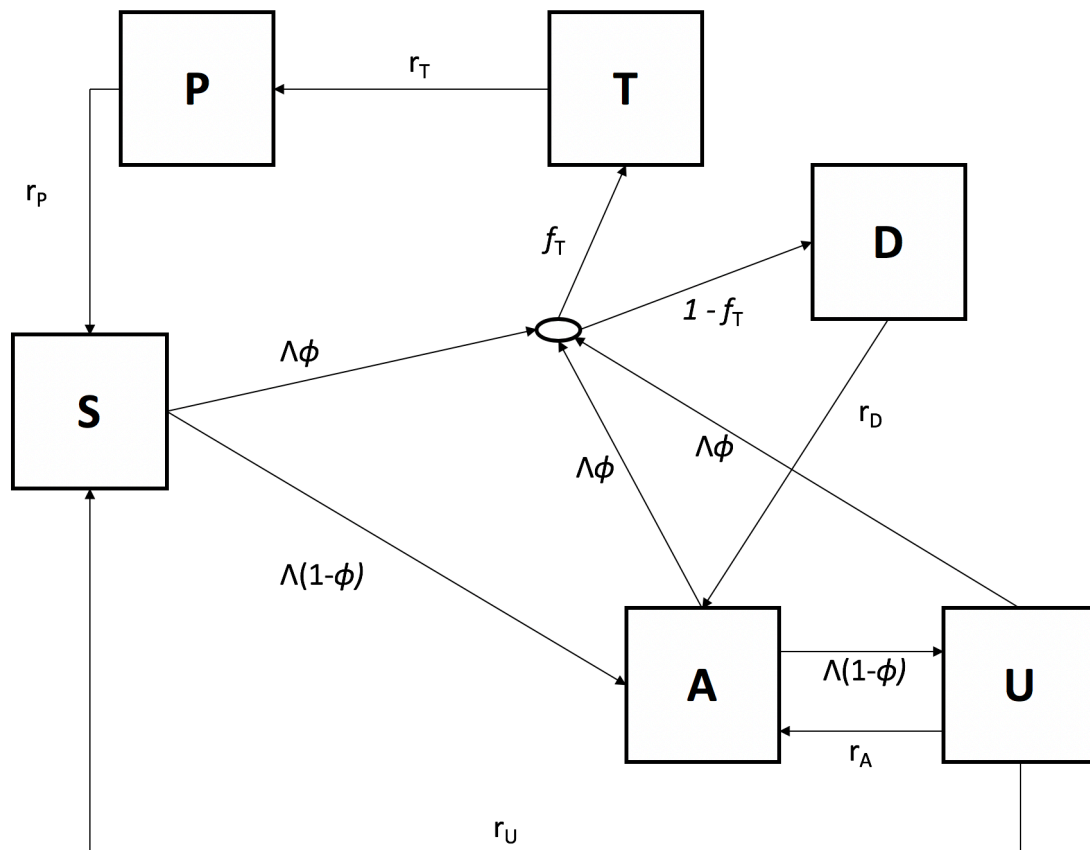 P
r_T
T
r_P
f_T
D
1 - f_T
Λϕ
S
r_D
Λϕ
Λϕ
Λ(1-ϕ)
A
Λ(1-ϕ)
U
r_A
r_U